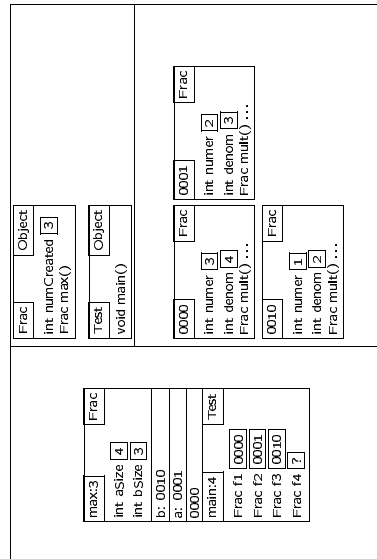 max:3 Frac
int aSize 4
int bSize 3
b: 0010
a: 0001
0000
main:4 Test
Frac f1 0000
Frac f2 0001
Frac f3 0010
Frac f4 ?
Frac Object
int numCreated 3
Frac max()
Test Object
void main()
0000 Frac
int numer 3
int denom 4
Frac mult() ...
0001 Frac
int numer 2
int denom 3
Frac mult() ...
0010 Frac
int numer 1
int denom 2
Frac mult() ...